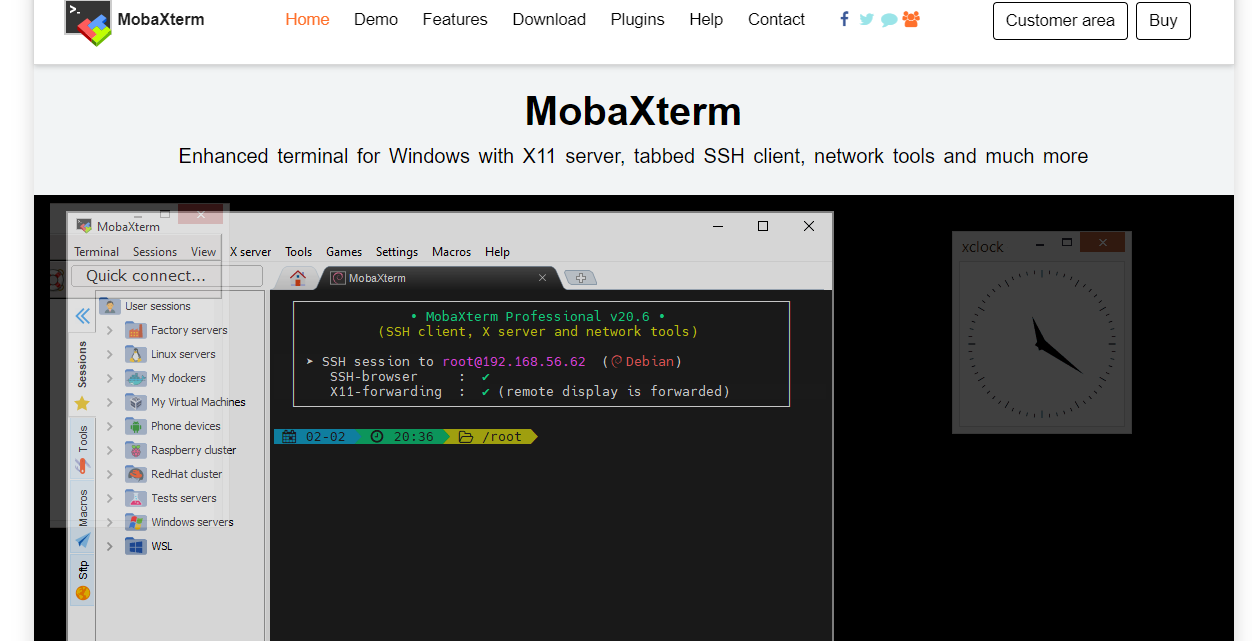 MobaXterm Home Demo Features Download Plugins Help Contact Customer area Buy
MobaXterm
Enhanced terminal for Windows with X11 server, tabbed SSH client, network tools and much more
MobaXterm
Terminal Sessions View X server Tools Games Settings Macros Help
Quick connect...
MobaXterm
User sessions
Factory servers
Linux servers
My dockers
My Virtual Machines
Phone devices
Raspberry cluster
RedHat cluster
Tests servers
Windows servers
WSL
Sessions
Tools
Macros
Sftp
• MobaXterm Professional v20.6 •
(SSH client, X server and network tools)
➤ SSH session to root@192.168.56.62 (Debian)
SSH-browser : ✔
X11-forwarding : ✔ (remote display is forwarded)
02-02 20:36 /root
xclock